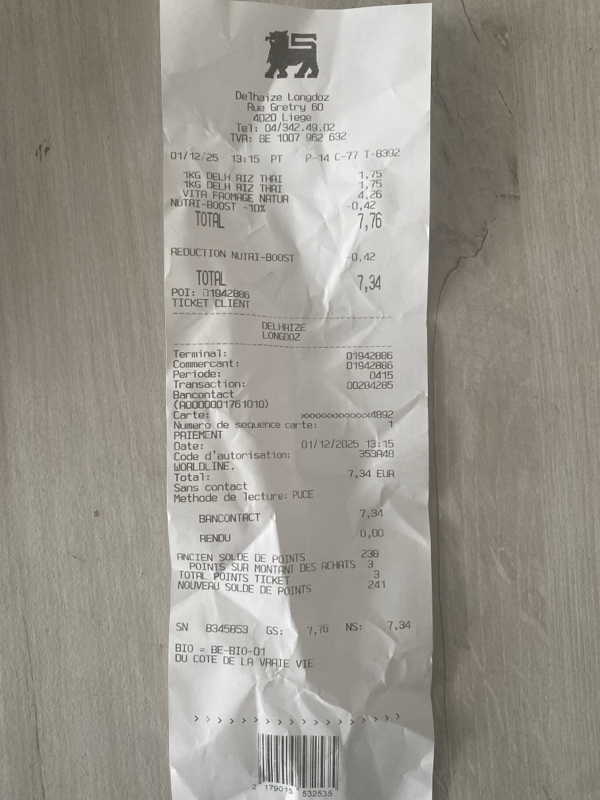 Delhaize Longdoz
Rue Gretry 60
4020 Liege
Tel: 04/342.49.02
TVA: BE 1007 962 632
01/12/25 13:15 PT P-14 C-77 T-8392
1KG DELH RIZ THAI 1,75
1KG DELH RIZ THAI 1,75
VITA FROMAGE NATUR 4,26
NUTRI-BOOST -10% -0,42
TOTAL 7,76
REDUCTION NUTRI-BOOST -0,42
TOTAL 7,34
POI: 01942886
TICKET CLIENT
DELHAIZE
LONGDOZ
Terminal: 01942886
Commercant: 01942886
Periode: 0415
Transaction: 00284285
Bancontact
(A0000001761010)
Carte: xxxxxxxxxxxxx4892
Numero de sequence carte: 1
PAIEMENT
Date: 01/12/2025 13:15
Code d'autorisation: 353A48
WORLDLINE.
Total: 7,34 EUR
Sans contact
Methode de lecture: PUCE
BANCONTACT 7,34
RENDU 0,00
ANCIEN SOLDE DE POINTS 238
POINTS SUR MONTANT DES ACHATS 3
TOTAL POINTS TICKET 3
NOUVEAU SOLDE DE POINTS 241
SN 8345853 GS: 7,76 NS: 7,34
BIO = BE-BIO-01
DU COTE DE LA VRAIE VIE
> > > > > > > > > > > > > > >
2 179015 532535